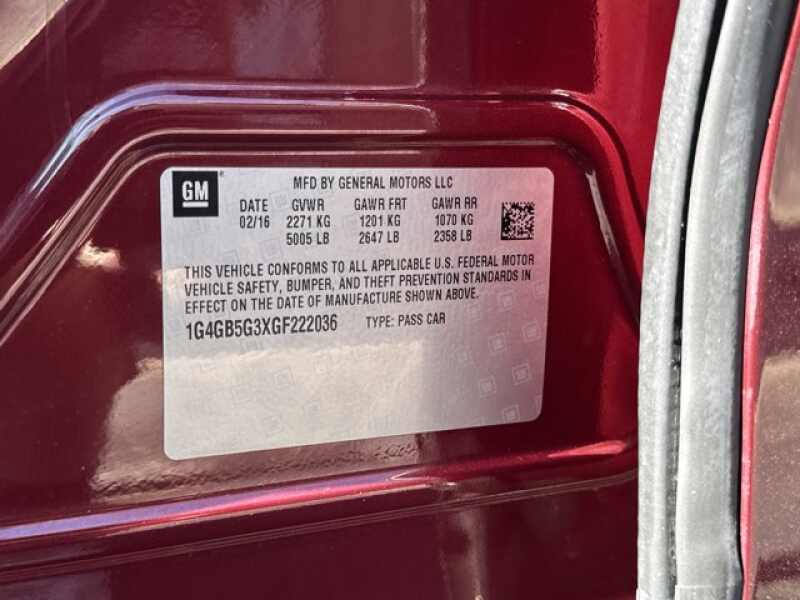 GM ®
MFD BY GENERAL MOTORS LLC
DATE GVWR GAWR FRT GAWR RR
02/16 2271 KG 1201 KG 1070 KG
5005 LB 2647 LB 2358 LB
THIS VEHICLE CONFORMS TO ALL APPLICABLE U.S. FEDERAL MOTOR
VEHICLE SAFETY, BUMPER, AND THEFT PREVENTION STANDARDS IN
EFFECT ON THE DATE OF MANUFACTURE SHOWN ABOVE.
1G4GB5G3XGF222036 TYPE: PASS CAR